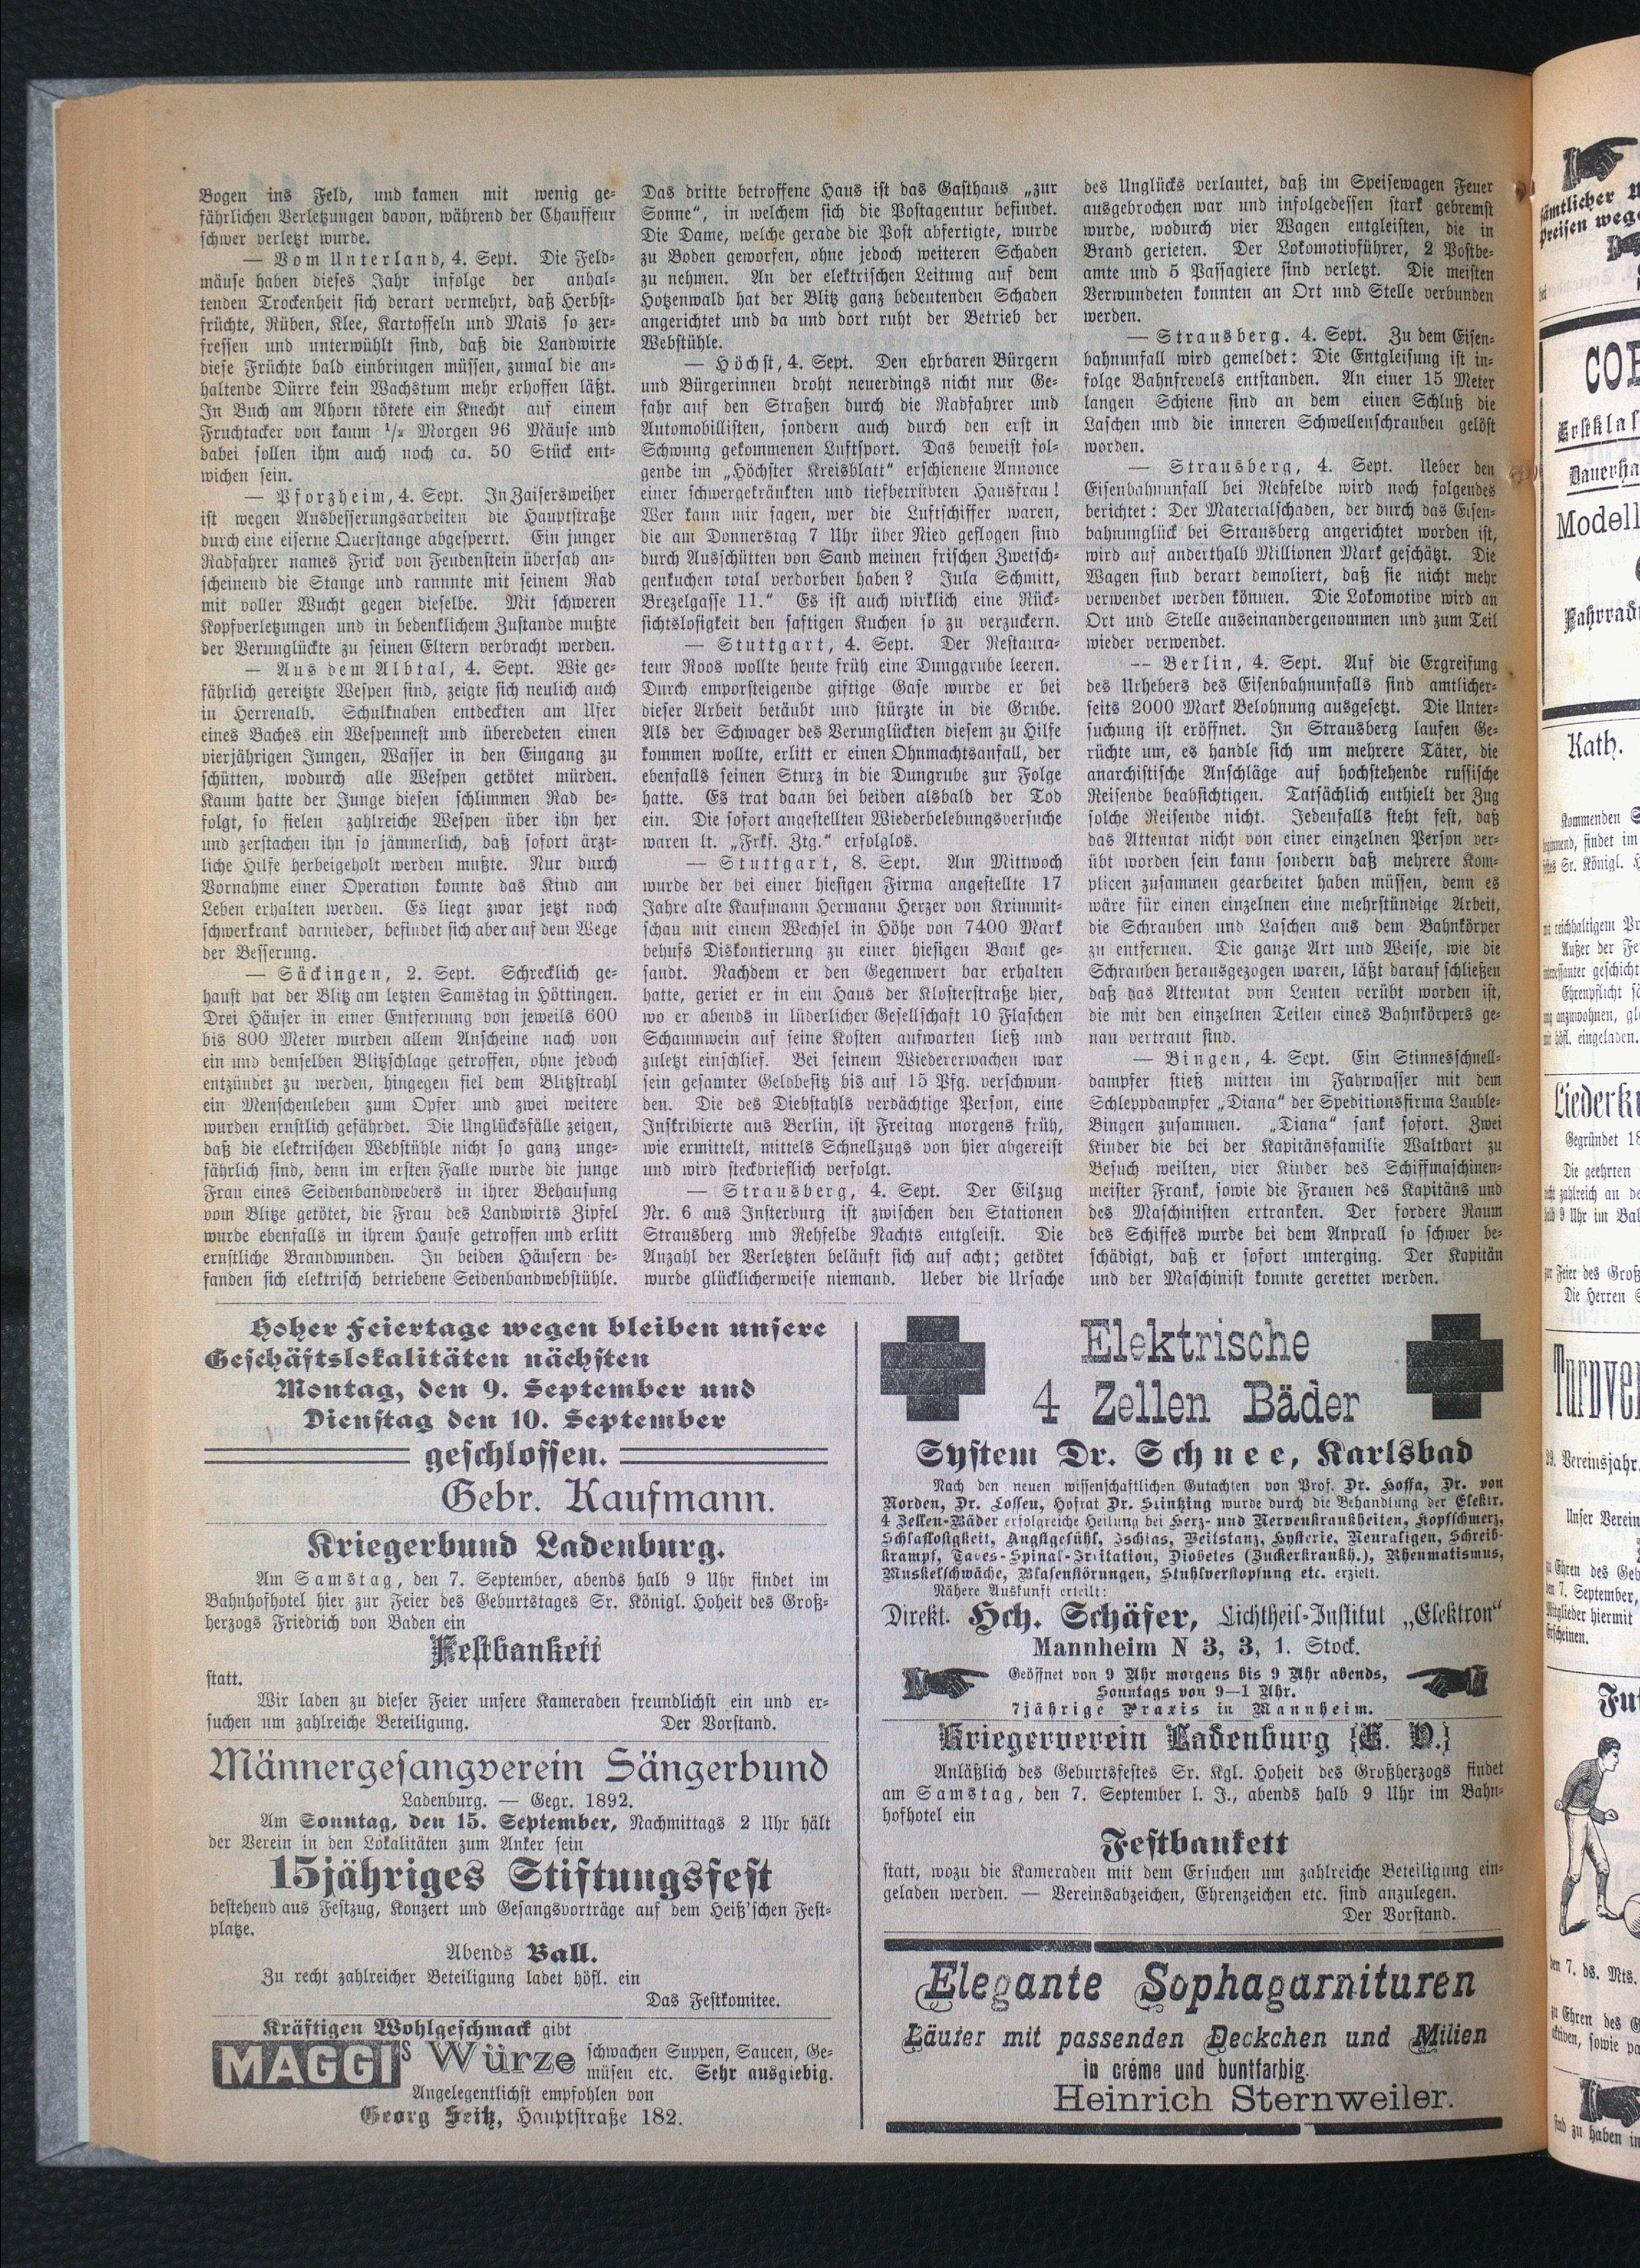 Bogen ins Feld, und kamen mit wenig ge-
fährlichen Verletzungen davon, während der Chauffeur
schwer verletzt wurde.
— Vom Unterland, 4. Sept. Die Feld-
mäuse haben dieses Jahr infolge der anhal-
tenden Trockenheit sich derart vermehrt, daß Herbst-
früchte, Rüben, Klee, Kartoffeln und Mais so zer-
fressen und unterwühlt sind, daß die Landwirte
diese Früchte bald einbringen müssen, zumal die an-
haltende Dürre kein Wachstum mehr erhoffen läßt.
In Buch am Ahorn tötete ein Knecht auf einem
Fruchtacker von kaum ½ Morgen 96 Mäuse und
dabei sollen ihm auch noch ca. 50 Stück ent-
wichen sein.
— Pforzheim, 4. Sept. In Zaisersweiher
ist wegen Ausbesserungsarbeiten die Hauptstraße
durch eine eiserne Querstange abgesperrt. Ein junger
Radfahrer names Frick von Feudenstein übersah an-
scheinend die Stange und rannnte mit seinem Rad
mit voller Wucht gegen dieselbe. Mit schweren
Kopfverletzungen und in bedenklichem Zustande mußte
der Verunglückte zu seinen Eltern verbracht werden.
— Aus dem Albtal, 4. Sept. Wie ge-
fährlich gereitzte Wespen sind, zeigte sich neulich auch
in Herrenalb. Schulknaben entdeckten am Ufer
eines Baches ein Wespennest und überedeten einen
vierjährigen Jungen, Wasser in den Eingang zu
schütten, wodurch alle Wespen getötet würden.
Kaum hatte der Junge diesen schlimmen Rad be-
folgt, so fielen zahlreiche Wespen über ihn her
und zerstachen ihn so jämmerlich, daß sofort ärzt-
liche Hilfe herbeigeholt werden mußte. Nur durch
Vornahme einer Operation konnte das Kind am
Leben erhalten werden. Es liegt zwar jetzt noch
schwerkrank darnieder, befindet sich aber auf dem Wege
der Besserung.
— Säckingen, 2. Sept. Schrecklich ge-
haust hat der Blitz am letzten Samstag in Höttingen.
Drei Häuser in einer Entfernung von jeweils 600
bis 800 Meter wurden allem Anscheine nach von
ein und demselben Blitzschlage getroffen, ohne jedoch
entzündet zu werden, hingegen fiel dem Blitzstrahl
ein Menschenleben zum Opfer und zwei weitere
wurden ernstlich gefährdet. Die Unglücksfälle zeigen,
daß die elektrischen Webstühle nicht so ganz unge-
fährlich sind, denn im ersten Falle wurde die junge
Frau eines Seidenbandwebers in ihrer Behausung
vom Blitze getötet, die Frau des Landwirts Zipfel
wurde ebenfalls in ihrem Hause getroffen und erlitt
ernstliche Brandwunden. In beiden Häusern be-
fanden sich elektrisch betriebene Seidenbandwebstühle.
Das dritte betroffene Haus ist das Gasthaus „zur
Sonne“, in welchem sich die Postagentur befindet.
Die Dame, welche gerade die Post abfertigte, wurde
zu Boden geworfen, ohne jedoch weiteren Schaden
zu nehmen. An der elektrischen Leitung auf dem
Hotzenwald hat der Blitz ganz bedeutenden Schaden
angerichtet und da und dort ruht der Betrieb der
Webstühle.
— Höchst, 4. Sept. Den ehrbaren Bürgern
und Bürgerinnen droht neuerdings nicht nur Ge-
fahr auf den Straßen durch die Radfahrer und
Automobillisten, sondern auch durch den erst in
Schwung gekommenen Luftsport. Das beweist fol-
gende im „Höchster Kreisblatt“ erschienene Annonce
einer schwergekränkten und tiefbetrübten Hausfrau!
Wer kann mir sagen, wer die Luftschiffer waren,
die am Donnerstag 7 Uhr über Nied geflogen sind
durch Ausschütten von Sand meinen frischen Zwetsch-
genkuchen total verdorben haben? Jula Schmitt,
Brezelgasse 11.“ Es ist auch wirklich eine Rück-
sichtslosigkeit den saftigen Kuchen so zu verzuckern.
— Stuttgart, 4. Sept. Der Restaura-
teur Roos wollte heute früh eine Dunggrube leeren.
Durch emporsteigende giftige Gase wurde er bei
dieser Arbeit betäubt und stürzte in die Grube.
Als der Schwager des Verunglückten diesem zu Hilfe
kommen wollte, erlitt er einen Ohnmachtsanfall, der
ebenfalls seinen Sturz in die Dungrube zur Folge
hatte. Es trat dann bei beiden alsbald der Tod
ein. Die sofort angestellten Wiederbelebungsversuche
waren lt. „Frkf. Ztg.“ erfolglos.
— Stuttgart, 8. Sept. Am Mittwoch
wurde der bei einer hiesigen Firma angestellte 17
Jahre alte Kaufmann Hermann Herzer von Krimmit-
schau mit einem Wechsel in Höhe von 7400 Mark
behufs Diskontierung zu einer hiesigen Bank ge-
sandt. Nachdem er den Gegenwert bar erhalten
hatte, geriet er in ein Haus der Klosterstraße hier,
wo er abends in lüderlicher Gesellschaft 10 Flaschen
Schaumwein auf seine Kosten aufwarten ließ und
zuletzt einschlief. Bei seinem Wiedererwachen war
sein gesamter Geldbesitz bis auf 15 Pfg. verschwun-
den. Die des Diebstahls verdächtige Person, eine
Inskribierte aus Berlin, ist Freitag morgens früh,
wie ermittelt, mittels Schnellzugs von hier abgereist
und wird steckbrieflich verfolgt.
— Strausberg, 4. Sept. Der Eilzug
Nr. 6 aus Insterburg ist zwischen den Stationen
Strausberg und Rehfelde Nachts entgleist. Die
Anzahl der Verletzten beläuft sich auf acht; getötet
wurde glücklicherweise niemand. Ueber die Ursache
des Unglücks verlautet, daß im Speisewagen Feuer
ausgebrochen war und infolgedessen stark gebremst
wurde, wodurch vier Wagen entgleisten, die in
Brand gerieten. Der Lokomotivführer, 2 Postbe-
amte und 5 Passagiere sind verletzt. Die meisten
Verwundeten konnten an Ort und Stelle verbunden
werden.
— Strausberg. 4. Sept. Zu dem Eisen-
bahnunfall wird gemeldet: Die Entgleisung ist in-
folge Bahnfrevels entstanden. An einer 15 Meter
langen Schiene sind an dem einen Schluß die
Laschen und die inneren Schwellenschrauben gelöst
worden.
— Strausberg, 4. Sept. Ueber den
Eisenbahnunfall bei Rehfelde wird noch folgendes
berichtet: Der Materialschaden, der durch das Eisen-
bahnunglück bei Strausberg angerichtet worden ist,
wird auf anderthalb Millionen Mark geschätzt. Die
Wagen sind derart demoliert, daß sie nicht mehr
verwendet werden können. Die Lokomotive wird an
Ort und Stelle auseinandergenommen und zum Teil
wieder verwendet.
-- Berlin, 4. Sept. Auf die Ergreifung
des Urhebers des Eisenbahnunfalls sind amtlicher-
seits 2000 Mark Belohnung ausgesetzt. Die Unter-
suchung ist eröffnet. In Strausberg laufen Ge-
rüchte um, es handle sich um mehrere Täter, die
anarchistische Anschläge auf hochstehende russische
Reisende beabsichtigen. Tatsächlich enthielt der Zug
solche Reisende nicht. Jedenfalls steht fest, daß
das Attentat nicht von einer einzelnen Person ver-
übt worden sein kann sondern daß mehrere Kom-
plicen zusammen gearbeitet haben müssen, denn es
wäre für einen einzelnen eine mehrstündige Arbeit,
die Schrauben und Laschen aus dem Bahnkörper
zu entfernen. Die ganze Art und Weise, wie die
Schrauben herausgezogen waren, läßt darauf schließen
daß das Attentat von Leuten verübt worden ist,
die mit den einzelnen Teilen eines Bahnkörpers ge-
nau vertraut sind.
— Bingen, 4. Sept. Ein Stinnesschnell-
dampfer stieß mitten im Fahrwasser mit dem
Schleppdampfer „Diana“ der Speditionsfirma Lauble-
Bingen zusammen. „Diana“ sank sofort. Zwei
Kinder die bei der Kapitänsfamilie Waltbart zu
Besuch weilten, vier Kinder des Schiffmaschinen-
meister Frank, sowie die Frauen des Kapitäns und
des Maschinisten ertranken. Der fordere Raum
des Schiffes wurde bei dem Anprall so schwer be-
schädigt, daß er sofort unterging. Der Kapitän
und der Maschinist konnte gerettet werden.
Hoher Feiertage wegen bleiben unsere
Geschäftslokalitäten nächsten
Montag, den 9. September und
Dienstag den 10. September
geschlossen.
Gebr. Kaufmann.
Kriegerbund Ladenburg.
Am Samstag, den 7. September, abends halb 9 Uhr findet im
Bahnhofhotel hier zur Feier des Geburtstages Sr. Königl. Hoheit des Groß-
herzogs Friedrich von Baden ein
Festbankett
statt.
Wir laden zu dieser Feier unsere Kameraden freundlichst ein und er-
suchen um zahlreiche Beteiligung. Der Vorstand.
Männergesangverein Sängerbund
Ladenburg. — Gegr. 1892.
Am Sonntag, den 15. September, Nachmittags 2 Uhr hält
der Verein in den Lokalitäten zum Anker sein
15jähriges Stiftungsfest
bestehend aus Festzug, Konzert und Gesangsvorträge auf dem Heiß'schen Fest-
platze.
Abends Ball.
Zu recht zahlreicher Beteiligung ladet höfl. ein
Das Festkomitee.
Kräftigen Wohlgeschmack gibt
MAGGIs Würze schwachen Suppen, Saucen, Ge-
müsen etc. Sehr ausgiebig.
Angelegentlichst empfohlen von
Georg Seitz, Hauptstraße 182.
Elektrische
4 Zellen Bäder
System Dr. Schnee, Karlsbad
Nach den neuen wissenschaftlichen Gutachten von Prof. Dr. Hoffa, Dr. von
Norden, Dr. Lossen, Hofrat Dr. Stintzing wurde durch die Behandlung der Elektr.
4 Zellen-Bäder erfolgreiche Heilung bei Herz- und Nervenkrankheiten, Kopfschmerz,
Schlaflosigkeit, Angstgefühl, Ischias, Veitstanz, Hysterie, Neuralgien, Schreib-
krampf, Tabes-Spinal-Irritation, Diobetes (Zuckerkrankh.), Rheumatismus,
Muskelschwäche, Blasenstörungen, Stuhlverstopfung etc. erzielt.
Nähere Auskunft erteilt:
Direkt. Hch. Schäfer, Lichtheil-Institut „Elektron“
Mannheim N 3, 3, 1. Stock.
Geöffnet von 9 Uhr morgens bis 9 Uhr abends,
Sonntags von 9—1 Uhr.
7jährige Praxis in Mannheim.
Kriegerverein Ladenburg (E. V.)
Anläßlich des Geburtsfestes Sr. Kgl. Hoheit des Großherzogs findet
am Samstag, den 7. September l. J., abends halb 9 Uhr im Bahn-
hofhotel ein
Festbankett
statt, wozu die Kameraden mit dem Ersuchen um zahlreiche Beteiligung ein-
geladen werden. — Vereinsabzeichen, Ehrenzeichen etc. sind anzulegen.
Der Vorstand.
Elegante Sophagarnituren
Läufer mit passenden Deckchen und Milien
in créme und buntfarbig.
Heinrich Sternweiler.
sämtlicher
Preisen
Modell
Kath.
Kommenden
findet im
Sr. Königl.
reichhaltigem
Außer der
geschicht
Ehrenpflicht
anzuwohnen,
höfl. eingeladen.
Gegründet 18
Die geehrten
zahlreich an
9 Uhr im
Feier des Groß
Die Herren
29. Vereinsjahr.
Unser Verein
Ehren des
7. September,
Mitglieder hiermit
Erscheinen.
den 7. ds. Mts.
zu Ehren des
sowie
sind zu haben in